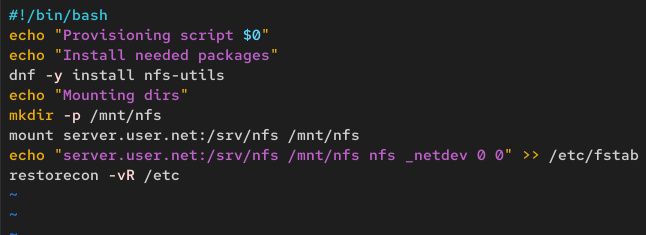 #!/bin/bash
echo "Provisioning script $0"
echo "Install needed packages"
dnf -y install nfs-utils
echo "Mounting dirs"
mkdir -p /mnt/nfs
mount server.user.net:/srv/nfs /mnt/nfs
echo "server.user.net:/srv/nfs /mnt/nfs nfs _netdev 0 0" >> /etc/fstab
restorecon -vR /etc
~
~
~